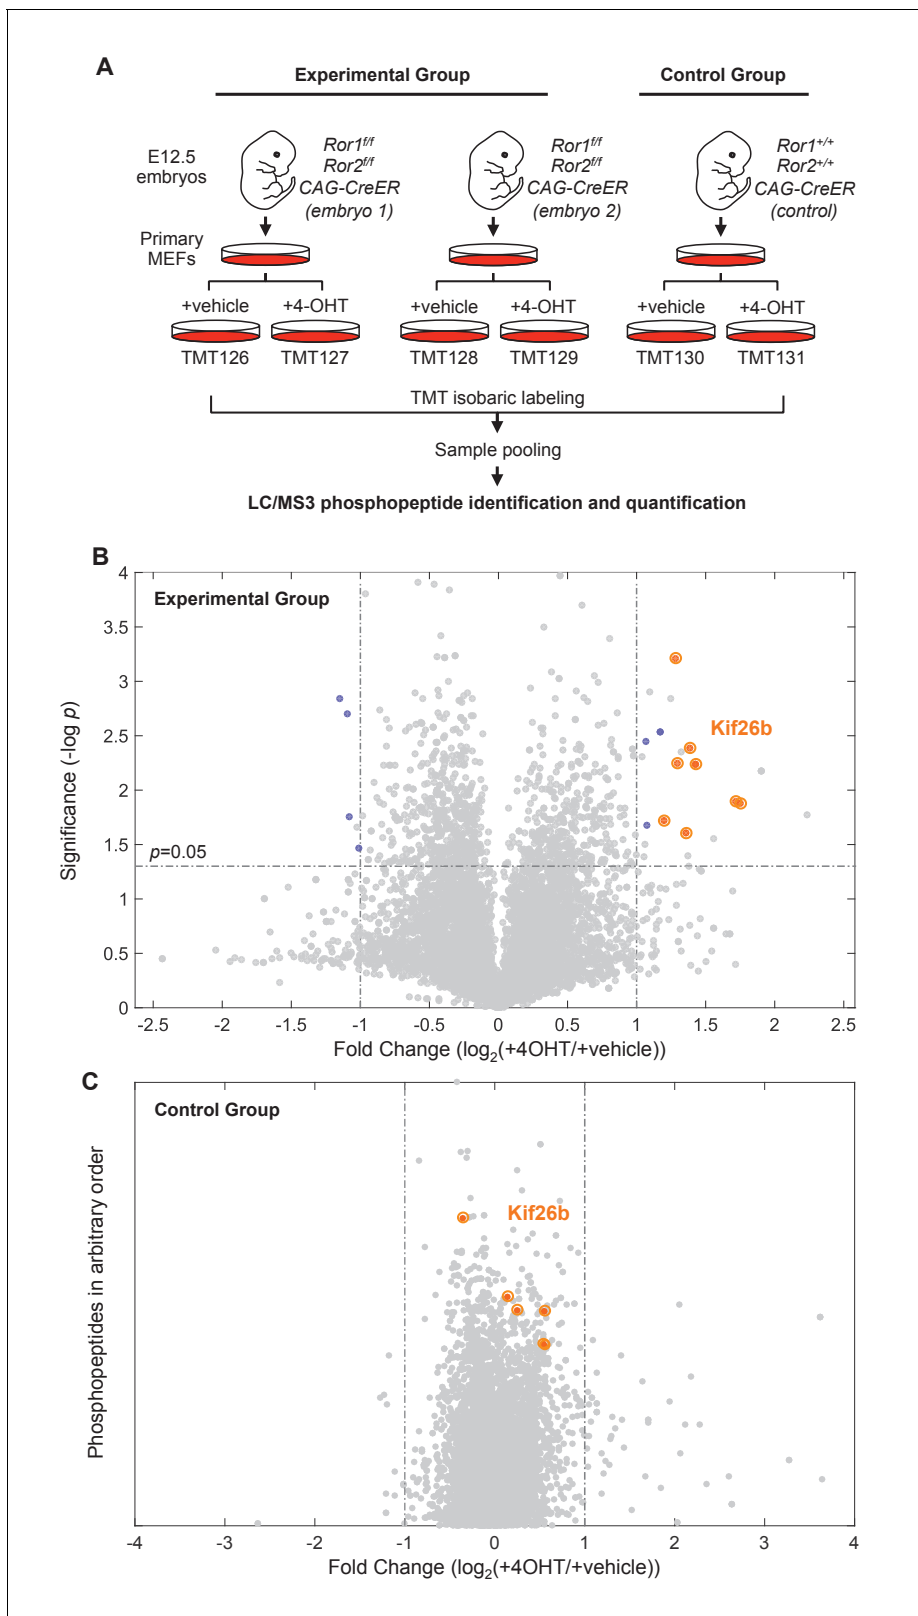 A
Experimental Group
Control Group
E12.5
embryos
Ror1f/f
Ror2f/f
CAG-CreER
(embryo 1)
Ror1f/f
Ror2f/f
CAG-CreER
(embryo 2)
Ror1+/+
Ror2+/+
CAG-CreER
(control)
Primary
MEFs
+vehicle
+4-OHT
+vehicle
+4-OHT
+vehicle
+4-OHT
TMT126
TMT127
TMT128
TMT129
TMT130
TMT131
TMT isobaric labeling
Sample pooling
LC/MS3 phosphopeptide identification and quantification
B
Experimental Group
Kif26b
p=0.05
Significance (-log p)
4
3.5
3
2.5
2
1.5
1
0.5
0
-2.5 -2 -1.5 -1 -0.5 0 0.5 1 1.5 2 2.5
Fold Change (log2(+4OHT/+vehicle))
C
Control Group
Kif26b
Phosphopeptides in arbitrary order
-4 -3 -2 -1 0 1 2 3 4
Fold Change (log2(+4OHT/+vehicle))